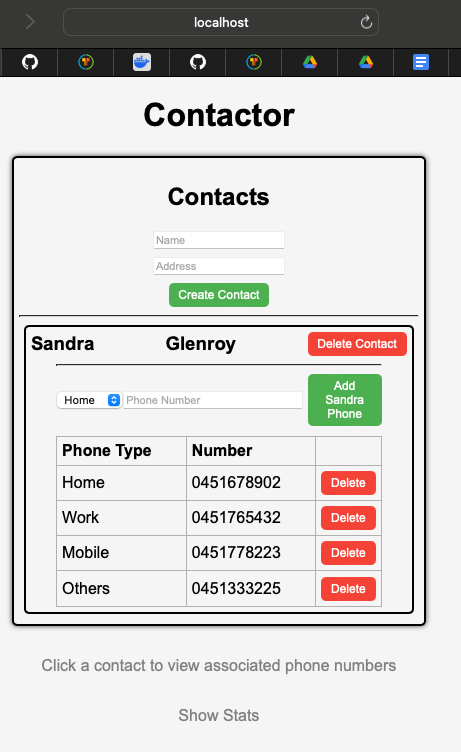 localhost
Contactor
Contacts
Name
Address
Create Contact
Sandra Glenroy Delete Contact
Home Phone Number Add Sandra Phone
Phone Type Number
Home 0451678902 Delete
Work 0451765432 Delete
Mobile 0451778223 Delete
Others 0451333225 Delete
Click a contact to view associated phone numbers
Show Stats